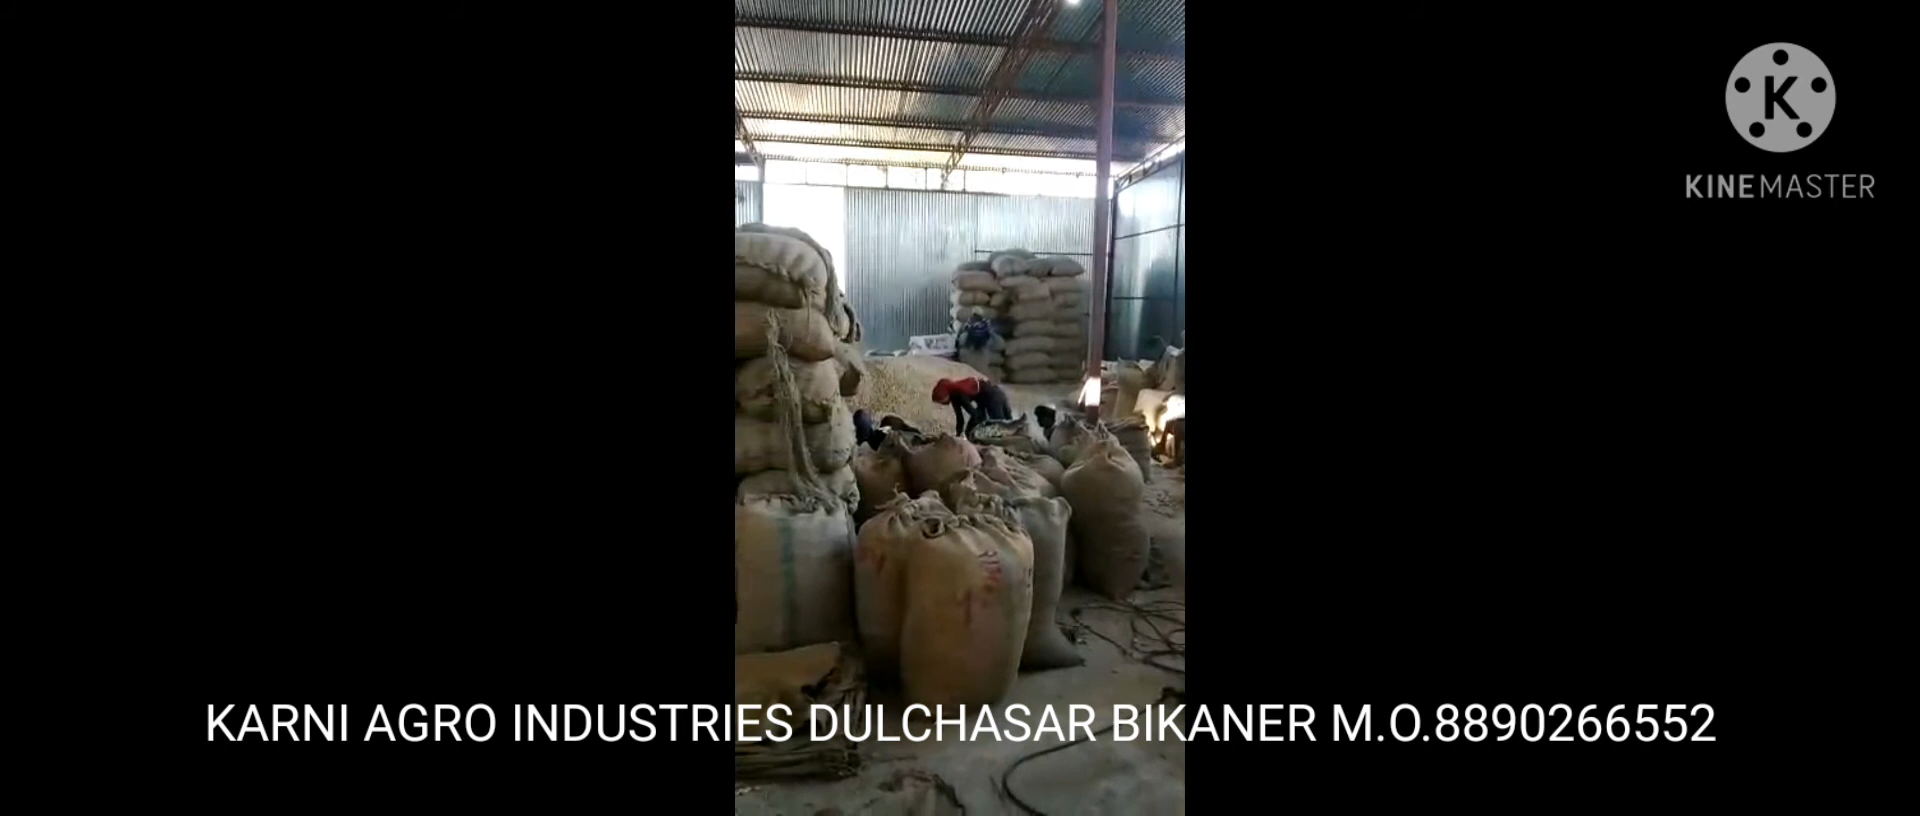 K
KINEMASTER
KARNI AGRO INDUSTRIES DULCHASAR BIKANER M.O.8890266552